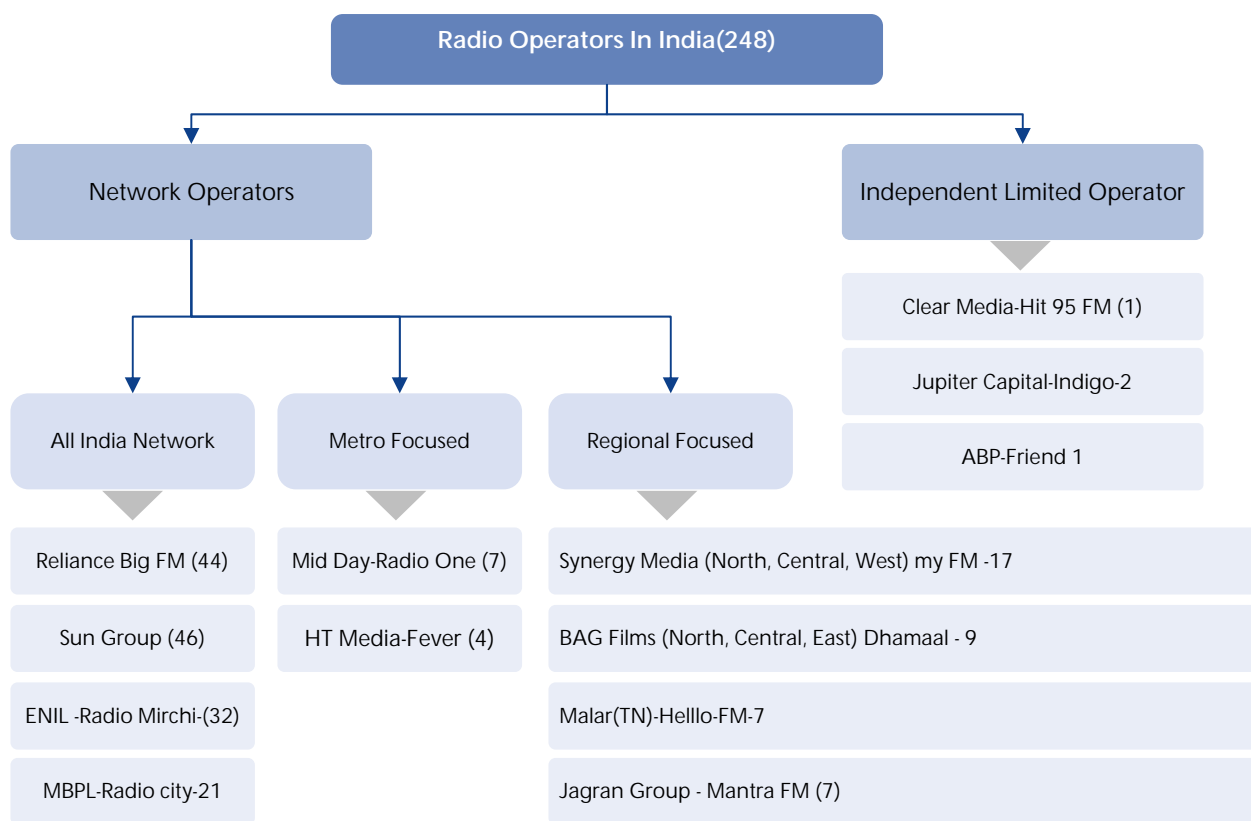 Radio Operators In India(248)
Network Operators
Independent Limited Operator
Clear Media-Hit 95 FM (1)
Jupiter Capital-Indigo-2
ABP-Friend 1
All India Network
Metro Focused
Regional Focused
Reliance Big FM (44)
Mid Day-Radio One (7)
Synergy Media (North, Central, West) my FM -17
Sun Group (46)
HT Media-Fever (4)
BAG Films (North, Central, East) Dhamaal - 9
ENIL -Radio Mirchi-(32)
Malar(TN)-Helllo-FM-7
MBPL-Radio city-21
Jagran Group - Mantra FM (7)